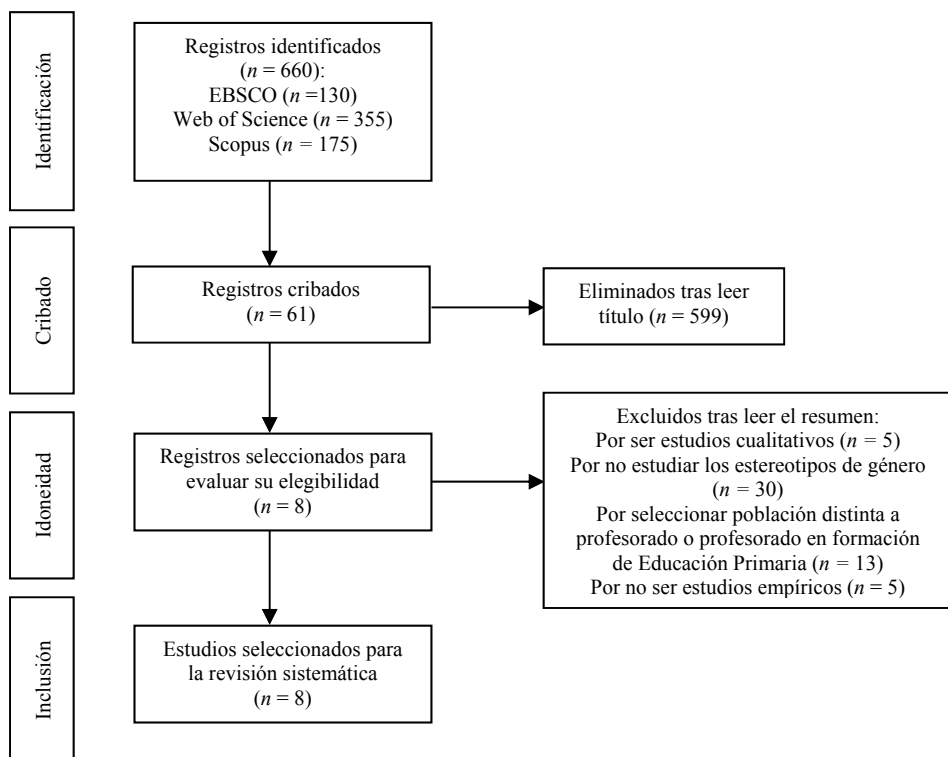 Identificación
Registros identificados
(n = 660):
EBSCO (n =130)
Web of Science (n = 355)
Scopus (n = 175)
Cribado
Registros cribados
(n = 61)
Eliminados tras leer
título (n = 599)
Idoneidad
Registros seleccionados para
evaluar su elegibilidad
(n = 8)
Excluidos tras leer el resumen:
Por ser estudios cualitativos (n = 5)
Por no estudiar los estereotipos de género
(n = 30)
Por seleccionar población distinta a
profesorado o profesorado en formación
de Educación Primaria (n = 13)
Por no ser estudios empíricos (n = 5)
Inclusión
Estudios seleccionados para
la revisión sistemática
(n = 8)